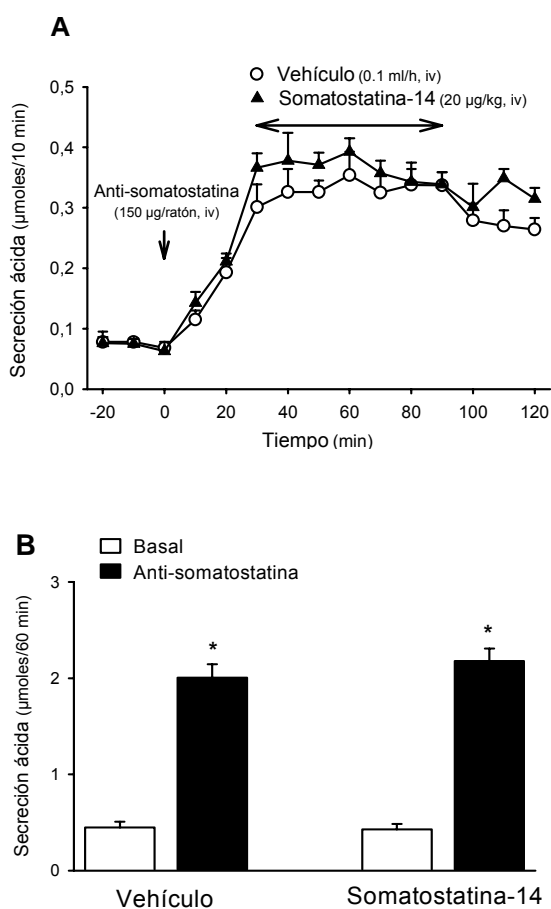 A
Vehículo (0.1 ml/h, iv)
Somatostatina-14 (20 µg/kg, iv)
0,5
0,4
0,3
0,2
0,1
0,0
Secreción ácida (µmoles/10 min)
Anti-somatostatina
(150 µg/ratón, iv)
-20 0 20 40 60 80 100 120
Tiempo (min)
B
Basal
Anti-somatostatina
3
2
1
0
Secreción ácida (µmoles/60 min)
* *
Vehículo Somatostatina-14